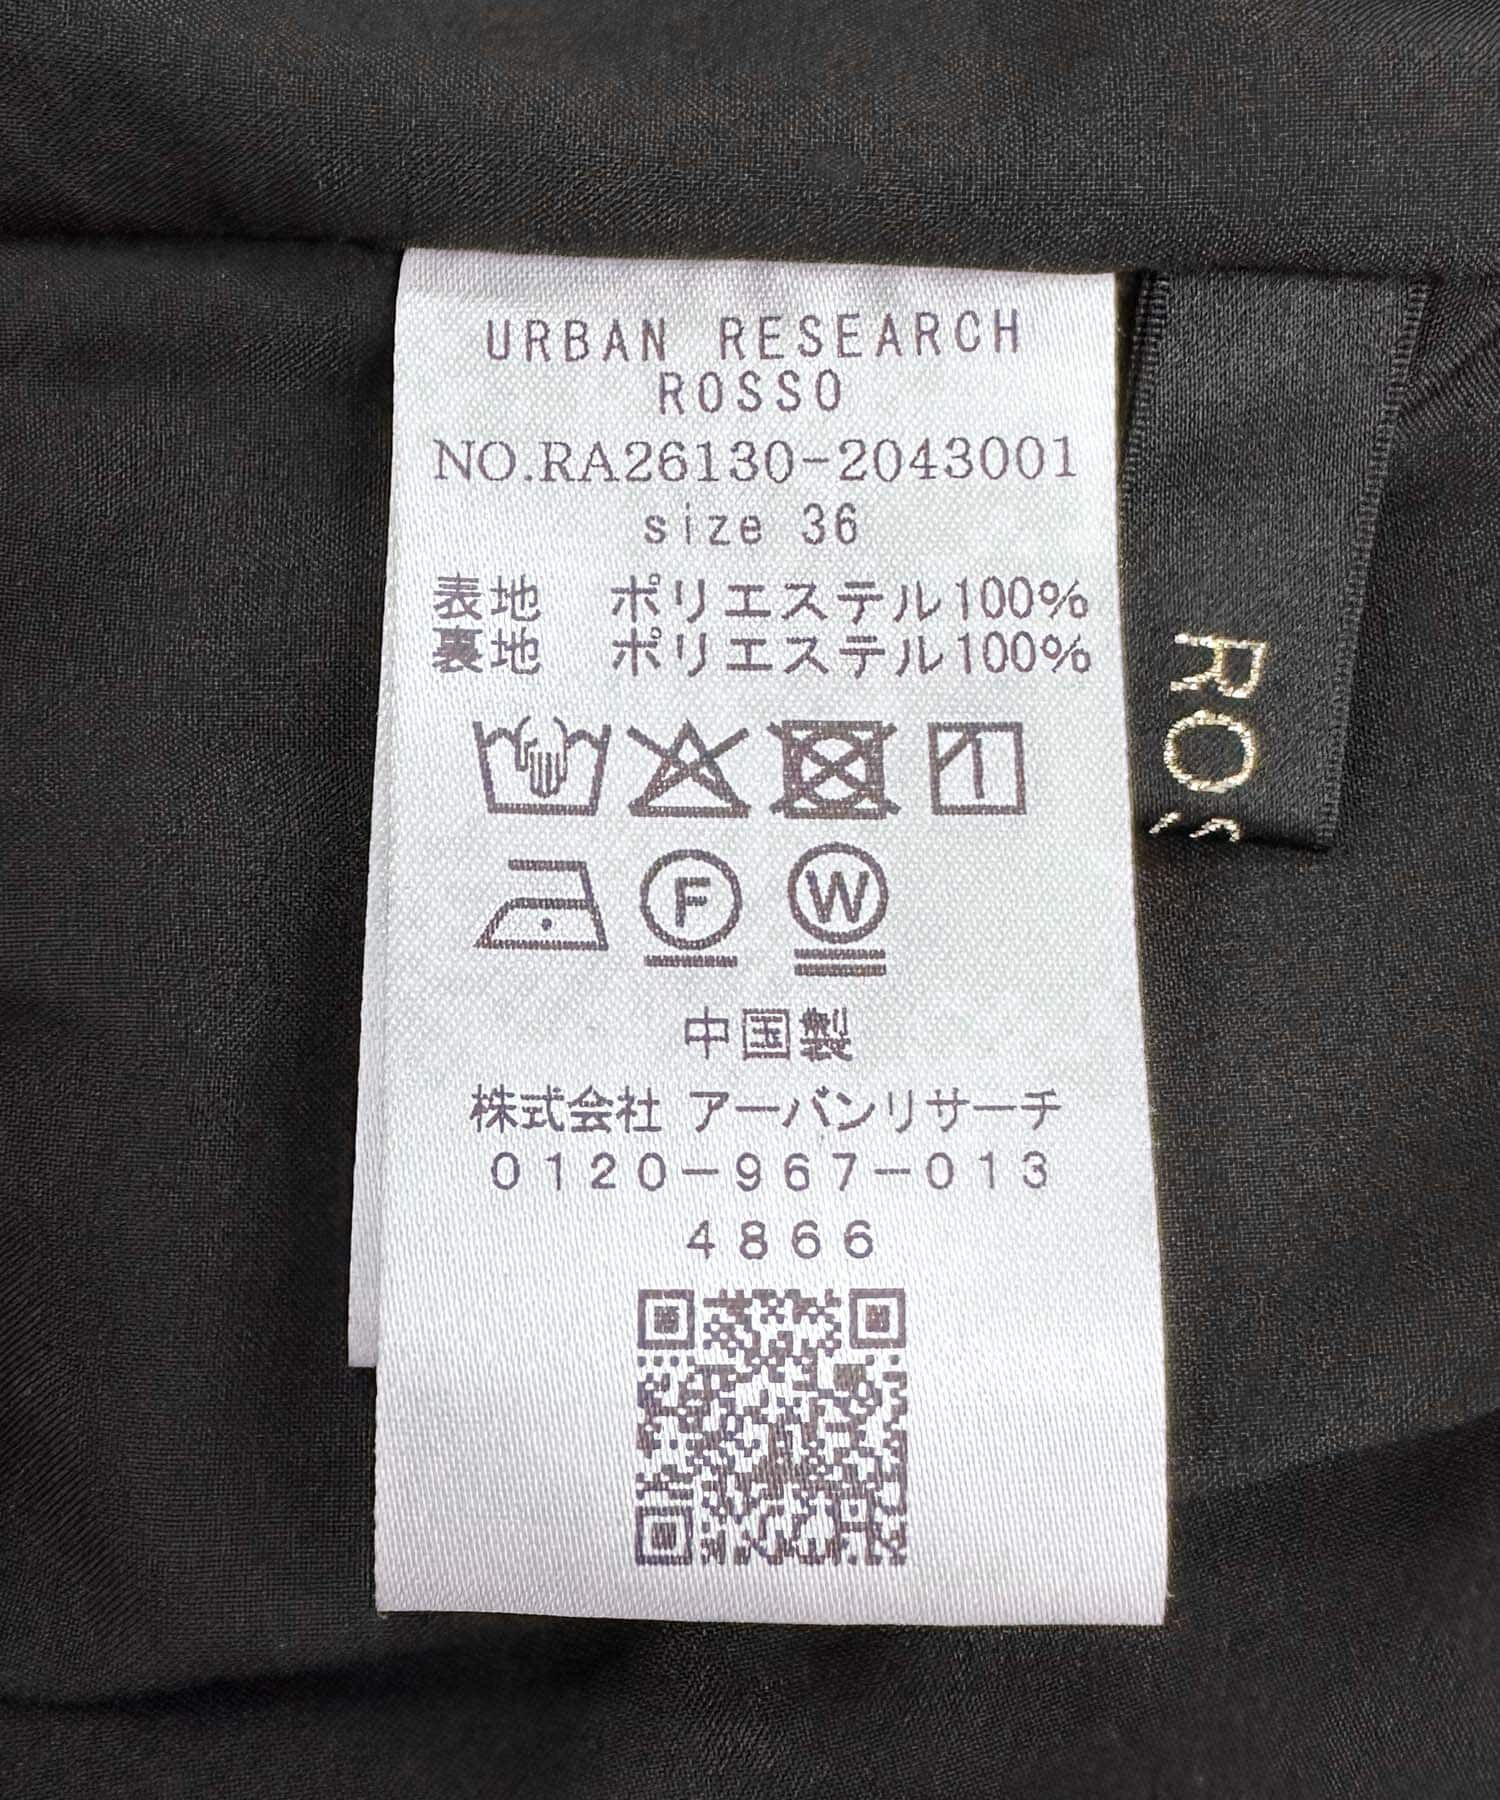 URBAN RESEARCH
ROSSO
NO.RA26130-2043001
size 36
表地 ポリエステル100%
裏地 ポリエステル100%
F W
中国製
株式会社 アーバンリサーチ
0120-967-013
4866
ROS